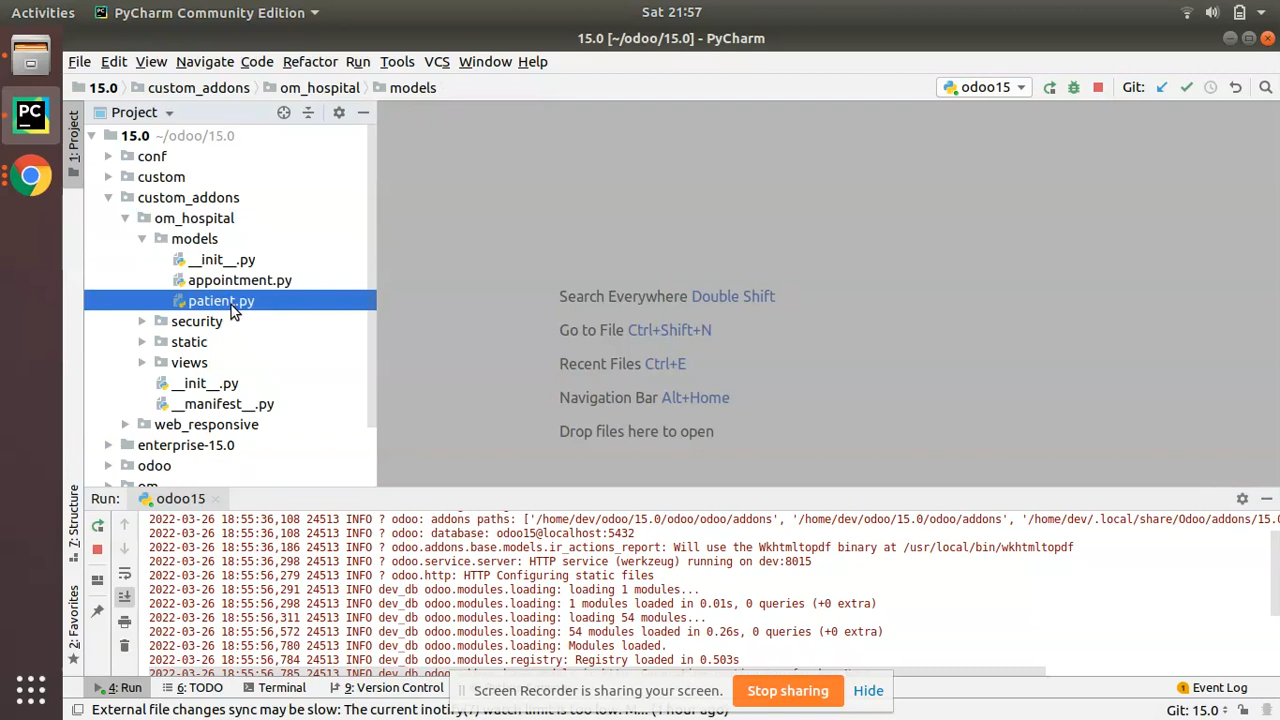 Activities PyCharm Community Edition Sat 21:57
15.0 [~/odoo/15.0] - PyCharm
File Edit View Navigate Code Refactor Run Tools VCS Window Help
15.0 custom_addons om_hospital models odoo15 Git:
1: Project
Project
15.0 ~/odoo/15.0
conf
custom
custom_addons
om_hospital
models
__init__.py
appointment.py
patient.py
security
static
views
__init__.py
__manifest__.py
web_responsive
enterprise-15.0
odoo
om
Search Everywhere Double Shift
Go to File Ctrl+Shift+N
Recent Files Ctrl+E
Navigation Bar Alt+Home
Drop files here to open
7: Structure
2: Favorites
Run: odoo15
2022-03-26 18:55:36,108 24513 INFO ? odoo: addons paths: ['/home/dev/odoo/15.0/odoo/odoo/addons', '/home/dev/odoo/15.0/odoo/addons', '/home/dev/.local/share/Odoo/addons/15.0
2022-03-26 18:55:36,108 24513 INFO ? odoo: database: odoo15@localhost:5432
2022-03-26 18:55:36,186 24513 INFO ? odoo.addons.base.models.ir_actions_report: Will use the Wkhtmltopdf binary at /usr/local/bin/wkhtmltopdf
2022-03-26 18:55:36,298 24513 INFO ? odoo.service.server: HTTP service (werkzeug) running on dev:8015
2022-03-26 18:55:56,279 24513 INFO ? odoo.http: HTTP Configuring static files
2022-03-26 18:55:56,291 24513 INFO dev_db odoo.modules.loading: loading 1 modules...
2022-03-26 18:55:56,298 24513 INFO dev_db odoo.modules.loading: 1 modules loaded in 0.01s, 0 queries (+0 extra)
2022-03-26 18:55:56,311 24513 INFO dev_db odoo.modules.loading: loading 54 modules...
2022-03-26 18:55:56,572 24513 INFO dev_db odoo.modules.loading: 54 modules loaded in 0.26s, 0 queries (+0 extra)
2022-03-26 18:55:56,780 24513 INFO dev_db odoo.modules.loading: Modules loaded.
2022-03-26 18:55:56,784 24513 INFO dev_db odoo.modules.registry: Registry loaded in 0.503s
2022-03-26 18:55:56,785 24513 INFO dev_db
4: Run 6: TODO Terminal 9: Version Control Event Log
Screen Recorder is sharing your screen. Stop sharing Hide
External file changes sync may be slow: The current inotify(7) watch limit is too low. M... (1 hour ago) Git: 15.0